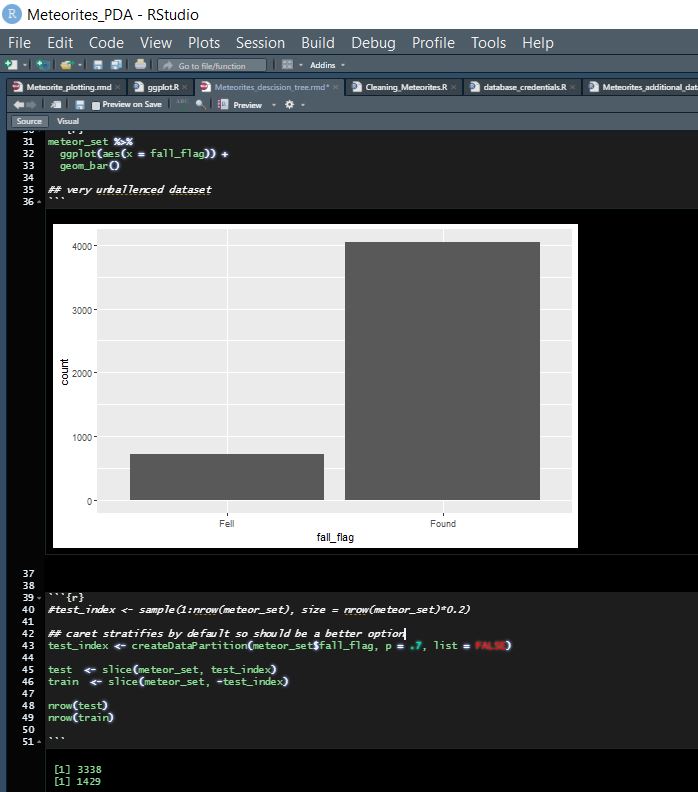 Meteorites_PDA - RStudio
File Edit Code View Plots Session Build Debug Profile Tools Help
Go to file/function Addins
Meteorite_plotting.rmd ggplot.R Meteorites_descision_tree.rmd* Cleaning_Meteorites.R database_credentials.R Meteorites_additional_dat
Preview on Save ABC Preview
Source Visual
31 meteor_set %>%
32 ggplot(aes(x = fall_flag)) +
33 geom_bar()
34
35 ## very unballenced dataset
36 ```
4000
3000
2000
1000
0
count
Fell Found
fall_flag
37
38
39 ```{r}
40 #test_index <- sample(1:nrow(meteor_set), size = nrow(meteor_set)*0.2)
41
42 ## caret stratifies by default so should be a better option
43 test_index <- createDataPartition(meteor_set$fall_flag, p = .7, list = FALSE)
44
45 test <- slice(meteor_set, test_index)
46 train <- slice(meteor_set, -test_index)
47
48 nrow(test)
49 nrow(train)
50
51 ```
[1] 3338
[1] 1429